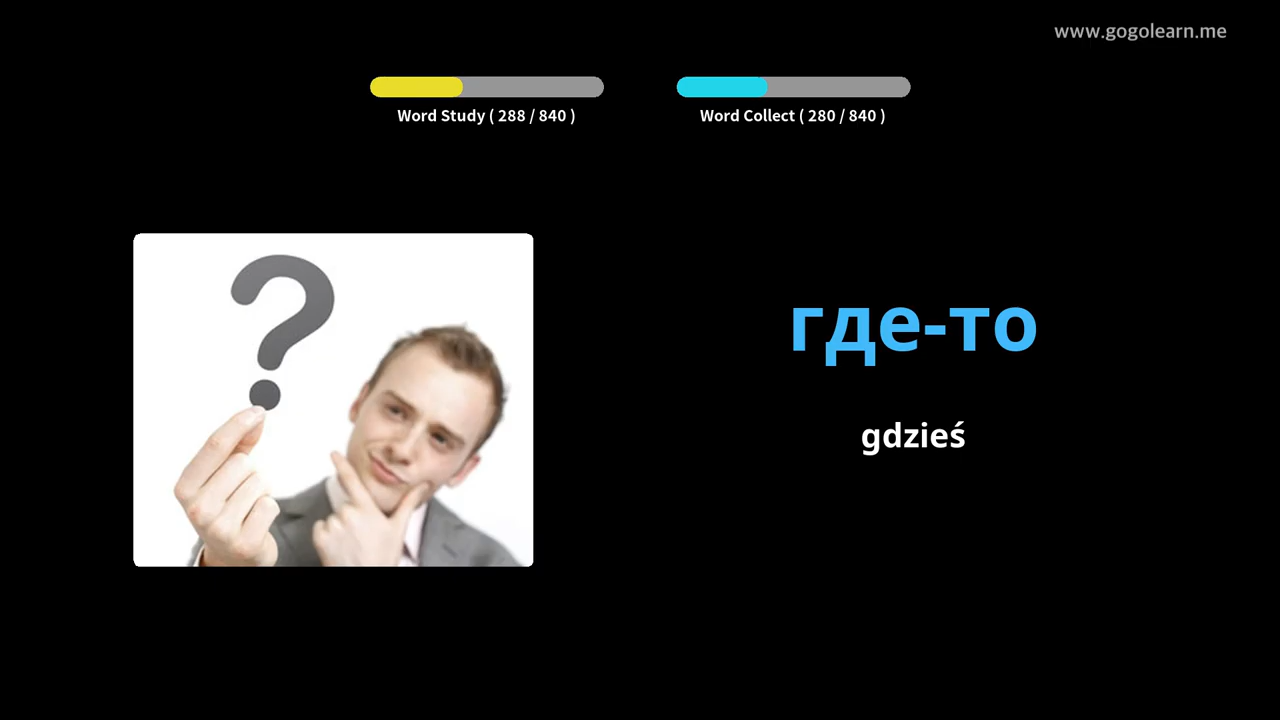 www.gogolearn.me
Word Study ( 288 / 840 )
Word Collect ( 280 / 840 )
?
где-то
gdzieś